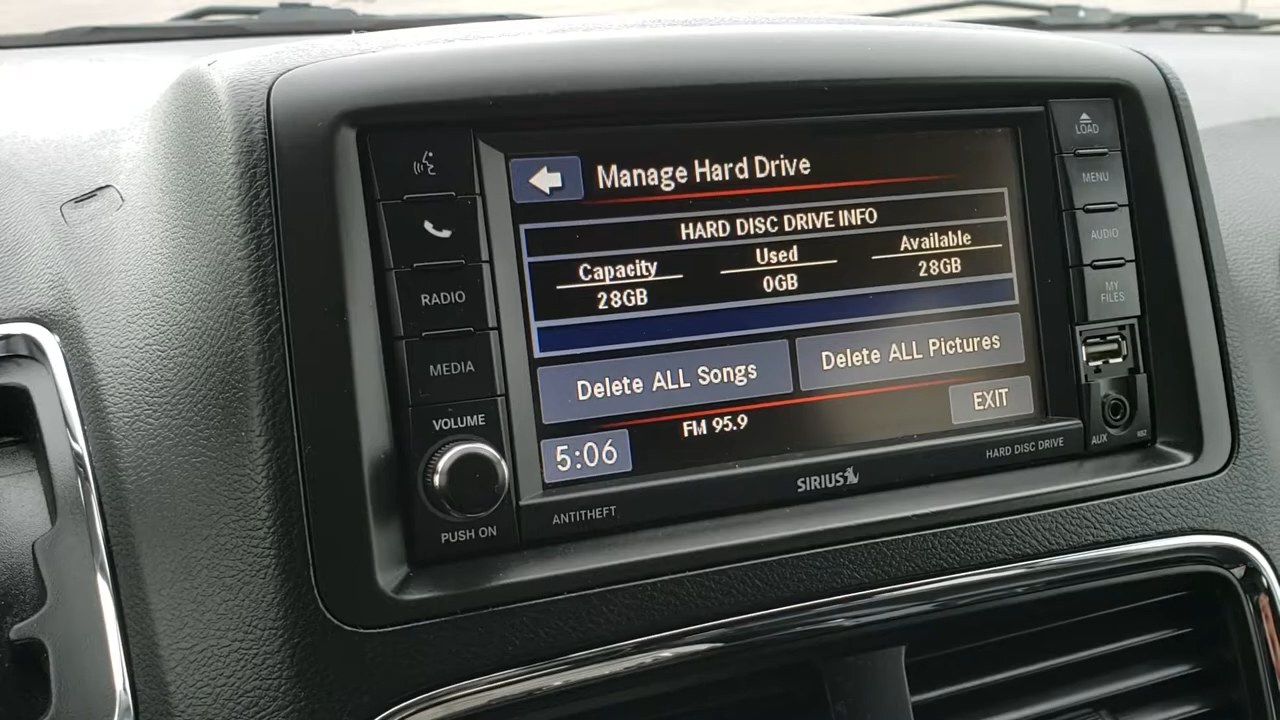 Manage Hard Drive
HARD DISC DRIVE INFO
Capacity Used Available
28GB 0GB 28GB
Delete ALL Songs Delete ALL Pictures
FM 95.9 EXIT
5:06
RADIO
MEDIA
VOLUME
PUSH ON
ANTITHEFT
SIRIUS
HARD DISC DRIVE
LOAD
MENU
AUDIO
MY
FILES
AUX